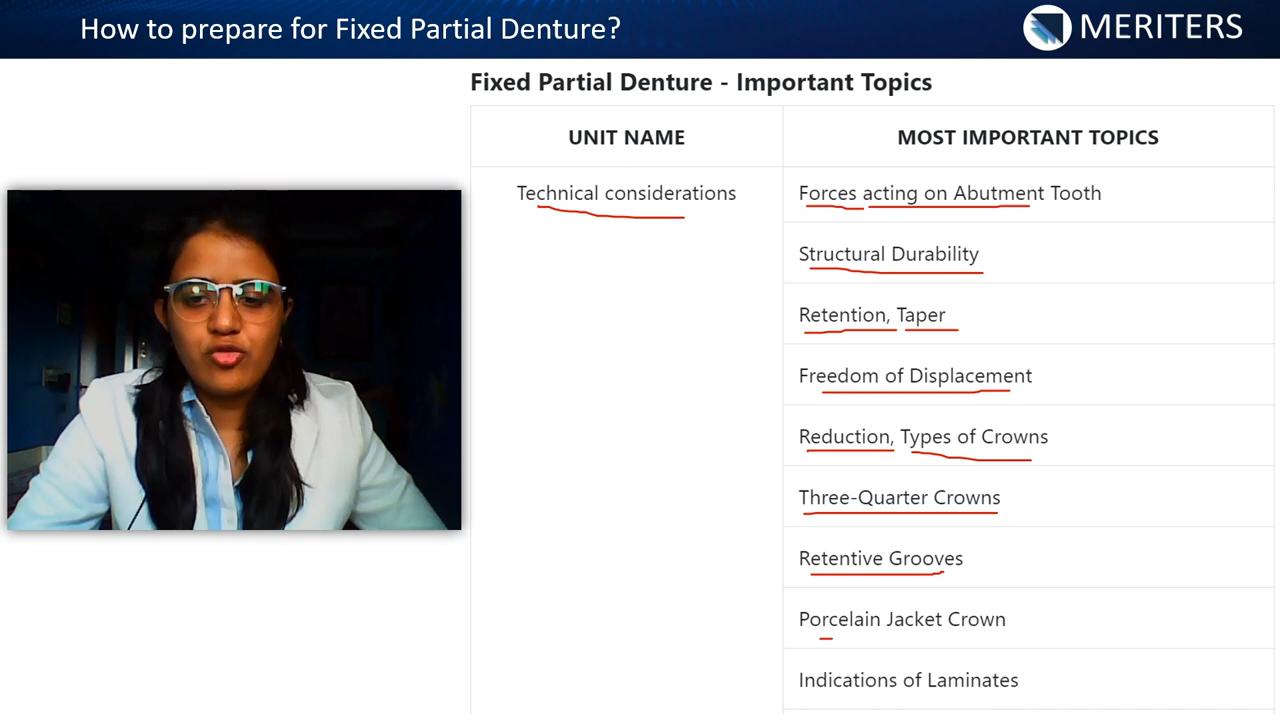 How to prepare for Fixed Partial Denture?
MERITERS
Fixed Partial Denture - Important Topics
UNIT NAME
MOST IMPORTANT TOPICS
Technical considerations
Forces acting on Abutment Tooth
Structural Durability
Retention, Taper
Freedom of Displacement
Reduction, Types of Crowns
Three-Quarter Crowns
Retentive Grooves
Porcelain Jacket Crown
Indications of Laminates